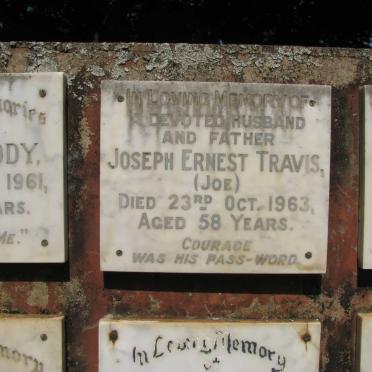 In Loving Memory of
A devoted husband
and father
Joseph Ernest Travis,
(Joe)
Died 23rd Oct. 1963,
Aged 58 Years.
Courage
was his pass-word.
ODY,
1961,
ARS.
ME."
In Loving Memory
of